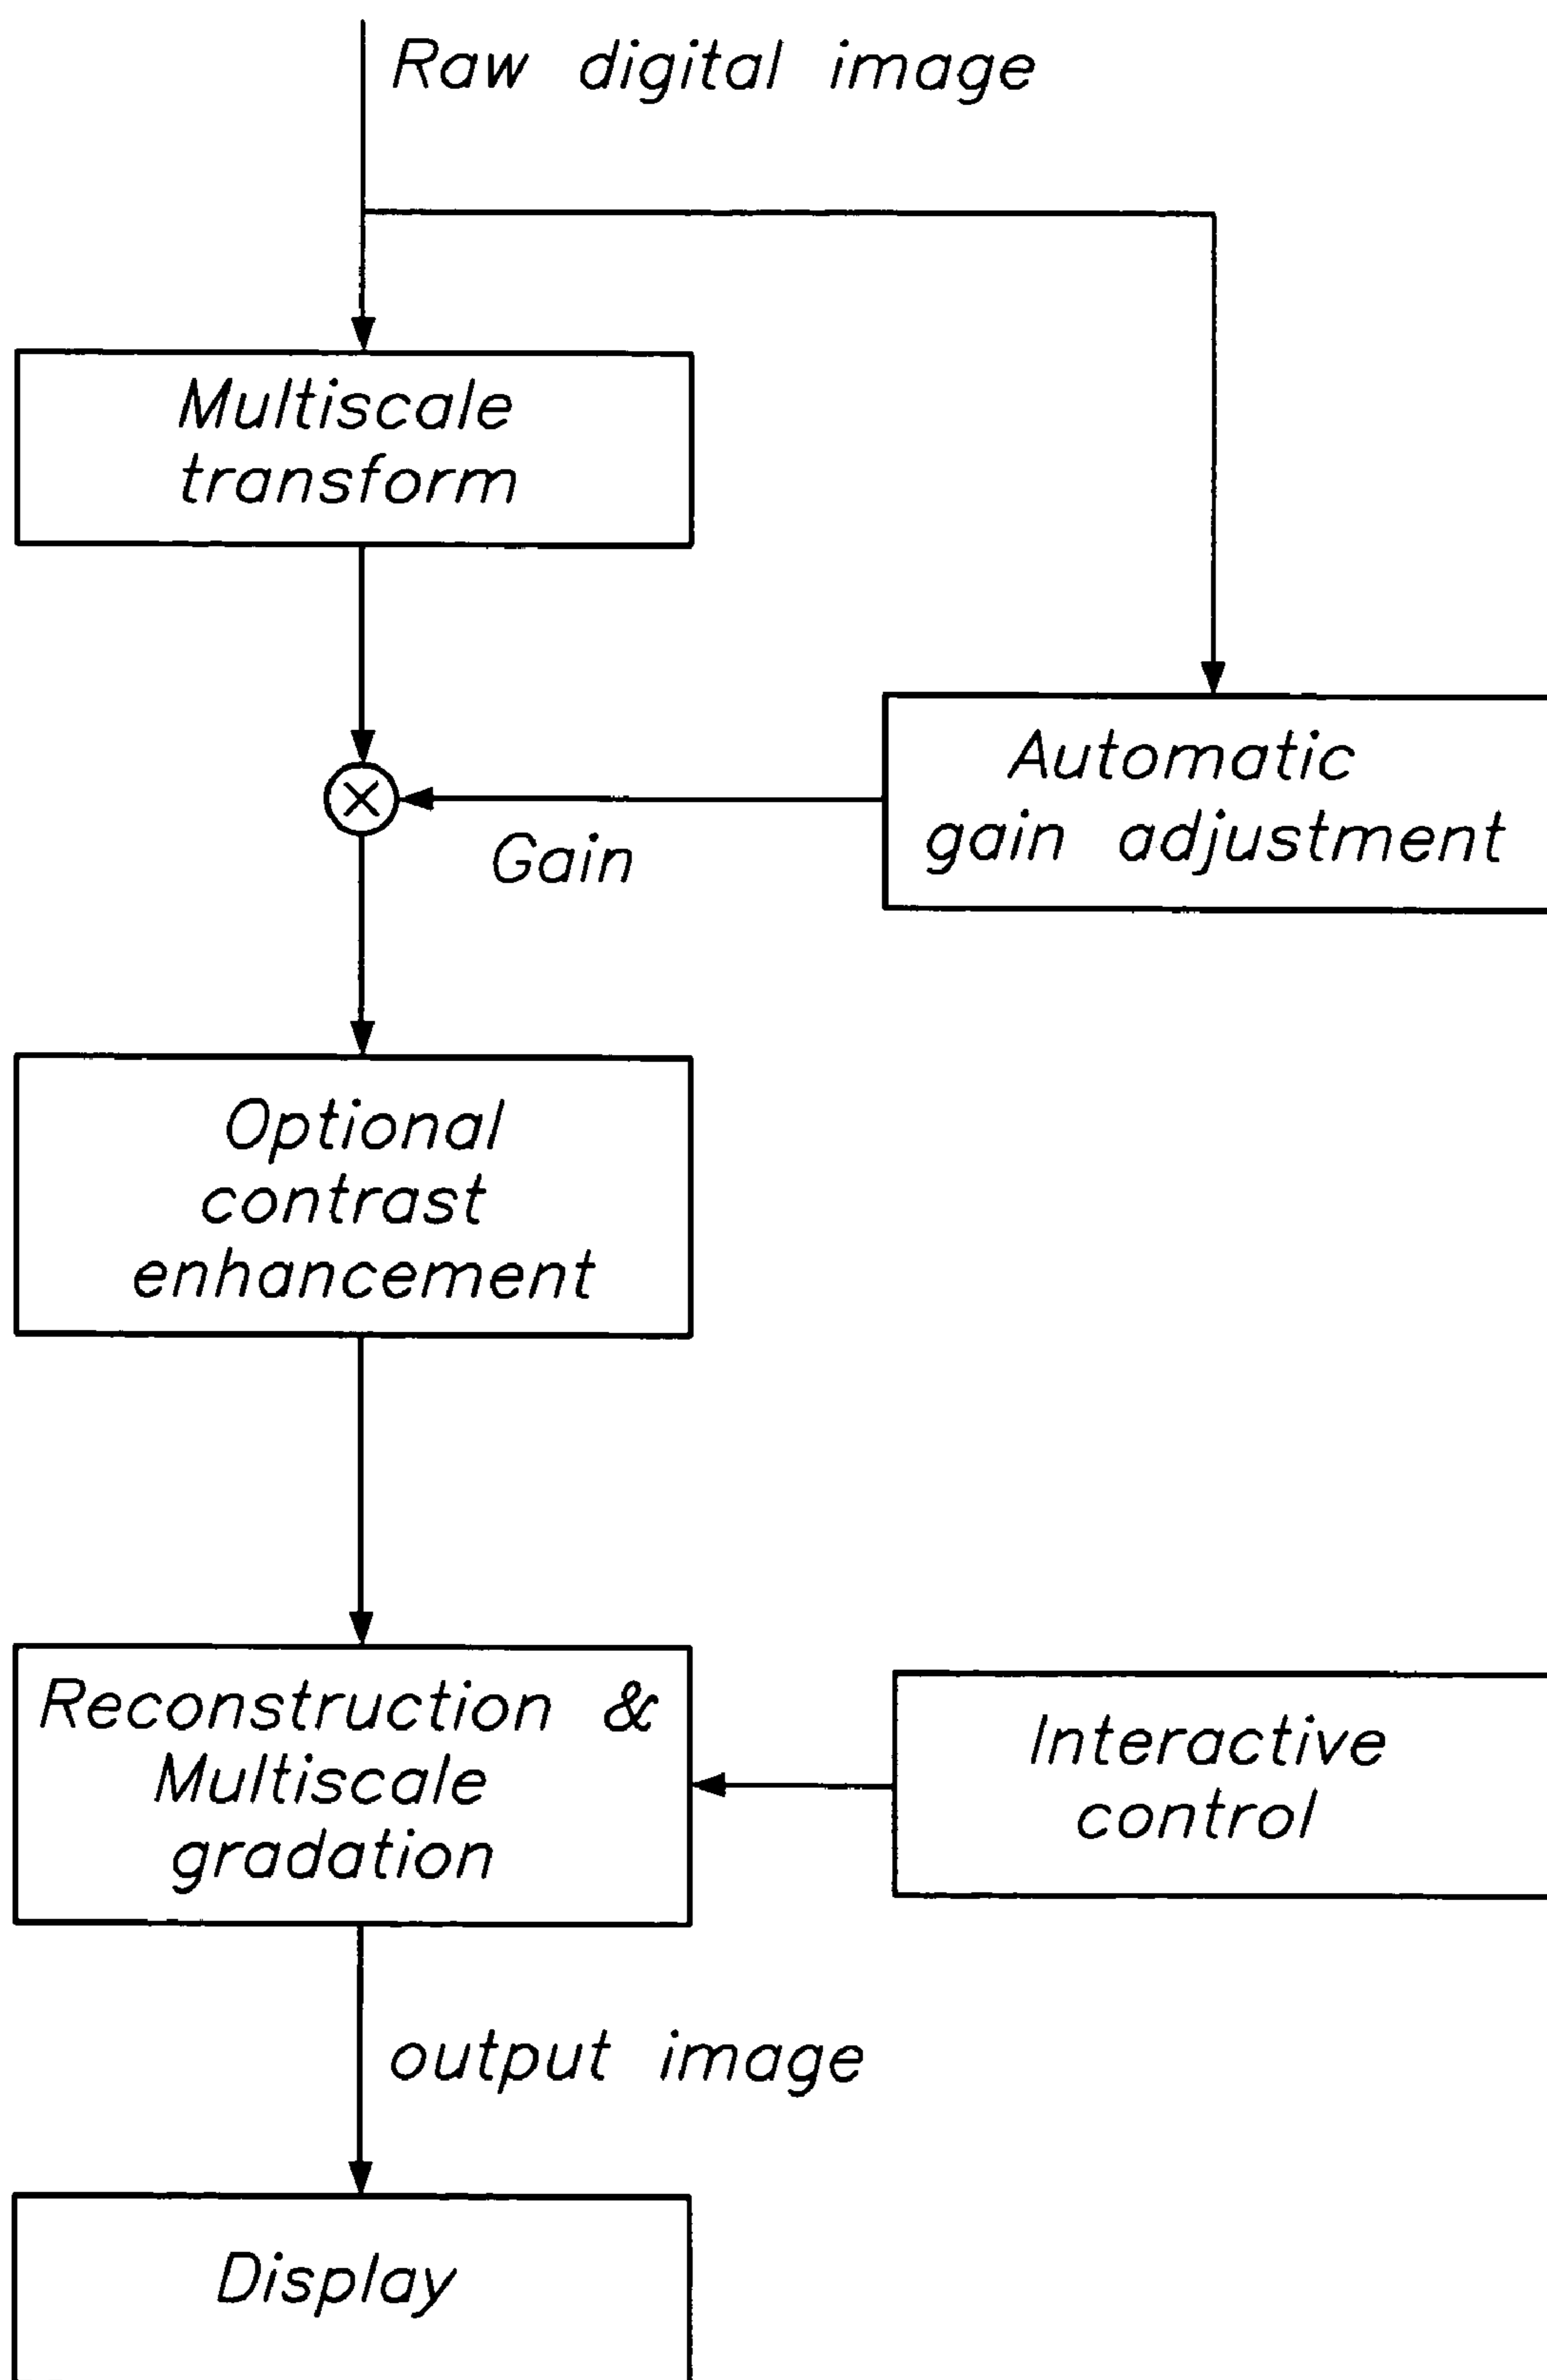 Raw digital image
Multiscale
transform
Automatic
gain adjustment
×
Gain
Optional
contrast
enhancement
Reconstruction &
Multiscale
gradation
Interactive
control
output image
Display